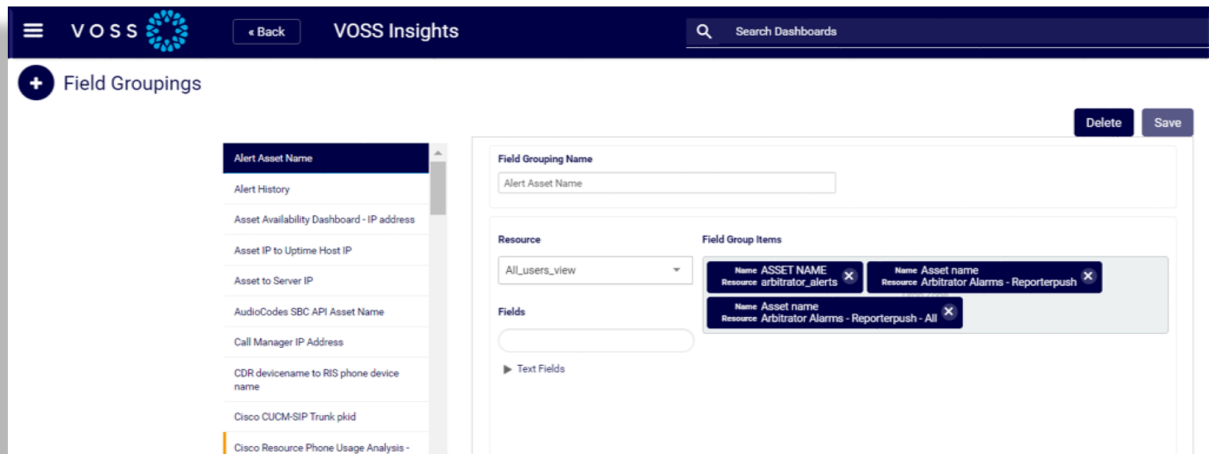 VOSS
« Back
VOSS Insights
Search Dashboards
Field Groupings
Delete
Save
Alert Asset Name
Alert History
Asset Availability Dashboard - IP address
Asset IP to Uptime Host IP
Asset to Server IP
AudioCodes SBC API Asset Name
Call Manager IP Address
CDR devicename to RIS phone device
name
Cisco CUCM-SIP Trunk pkid
Cisco Resource Phone Usage Analysis -
Field Grouping Name
Alert Asset Name
Resource
All_users_view
Fields
Text Fields
Field Group Items
Name ASSET NAME
Resource arbitrator_alerts
Name Asset name
Resource Arbitrator Alarms - Reporterpush
Name Asset name
Resource Arbitrator Alarms - Reporterpush - All